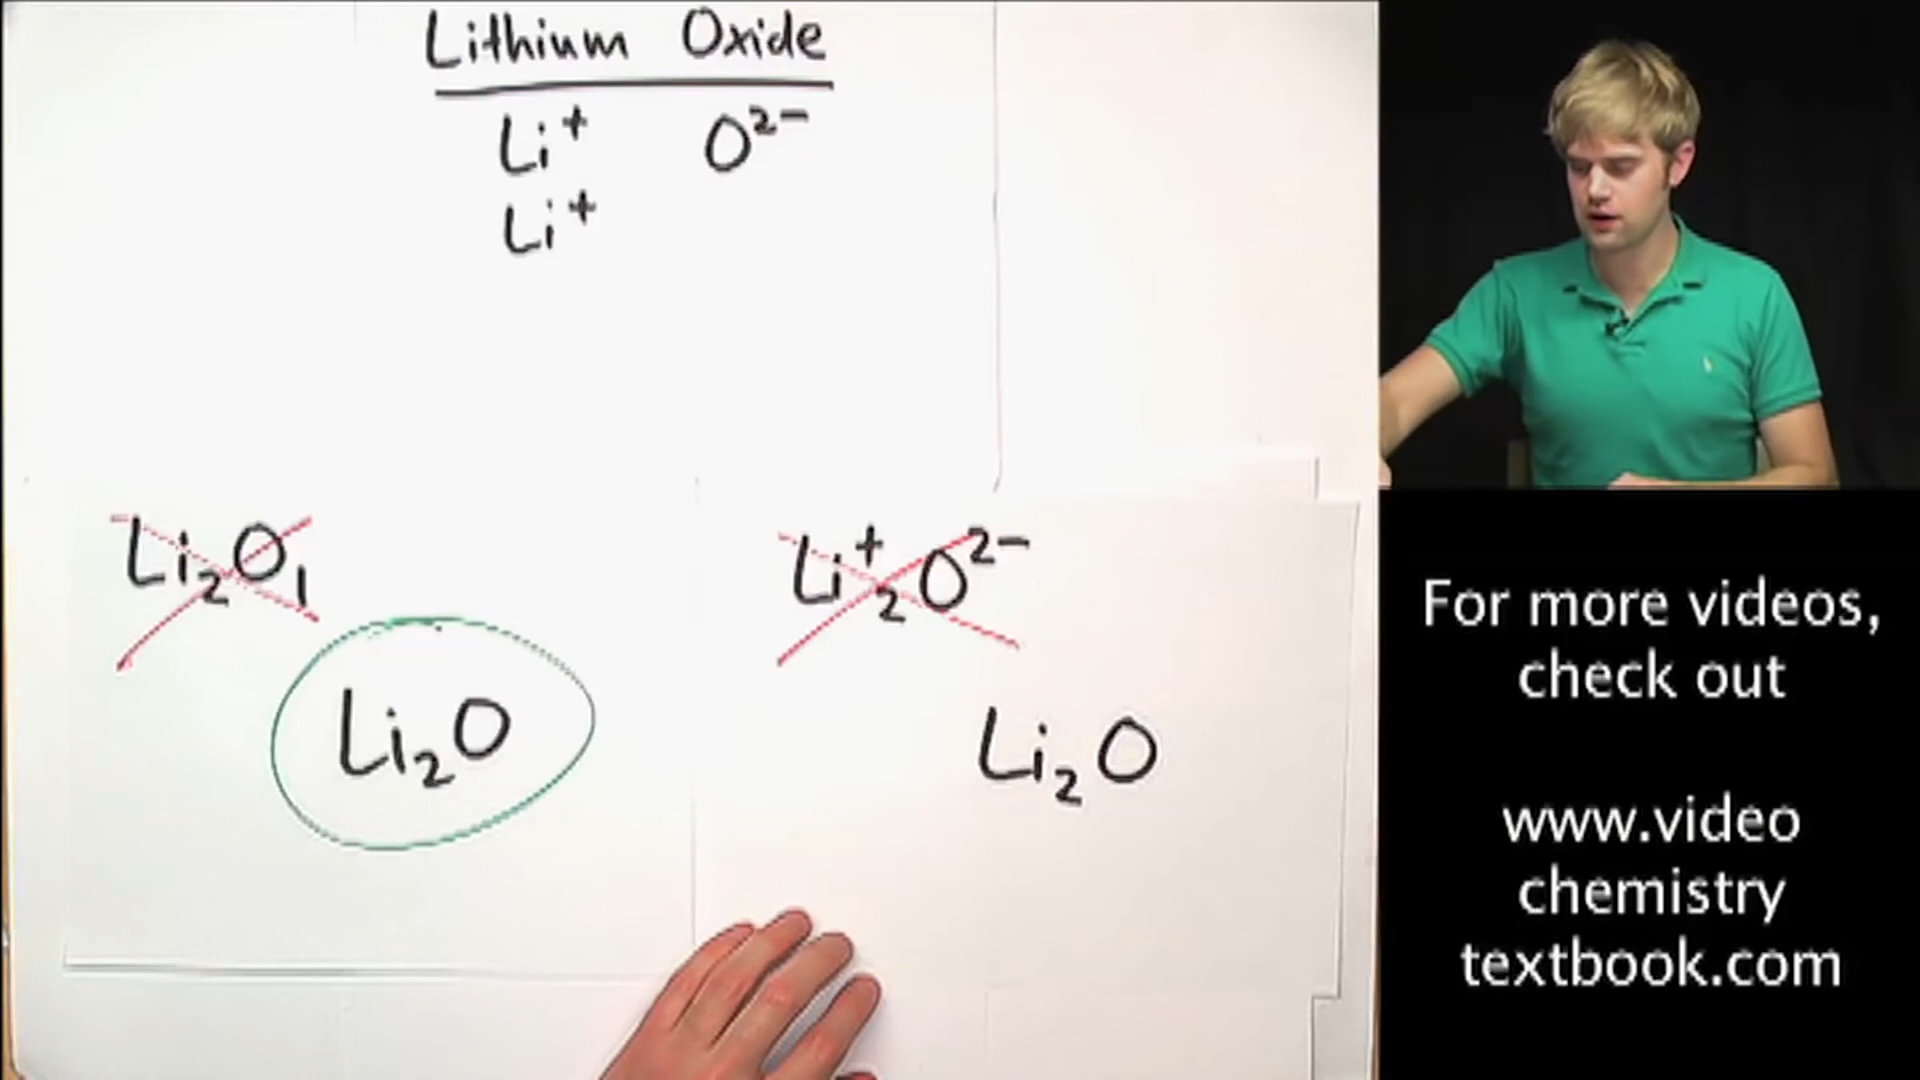 Lithium Oxide
Li⁺ O²⁻
Li⁺
Li₂O₁
Li⁺₂O²⁻
Li₂O
Li₂O
For more videos,
check out
www.video
chemistry
textbook.com